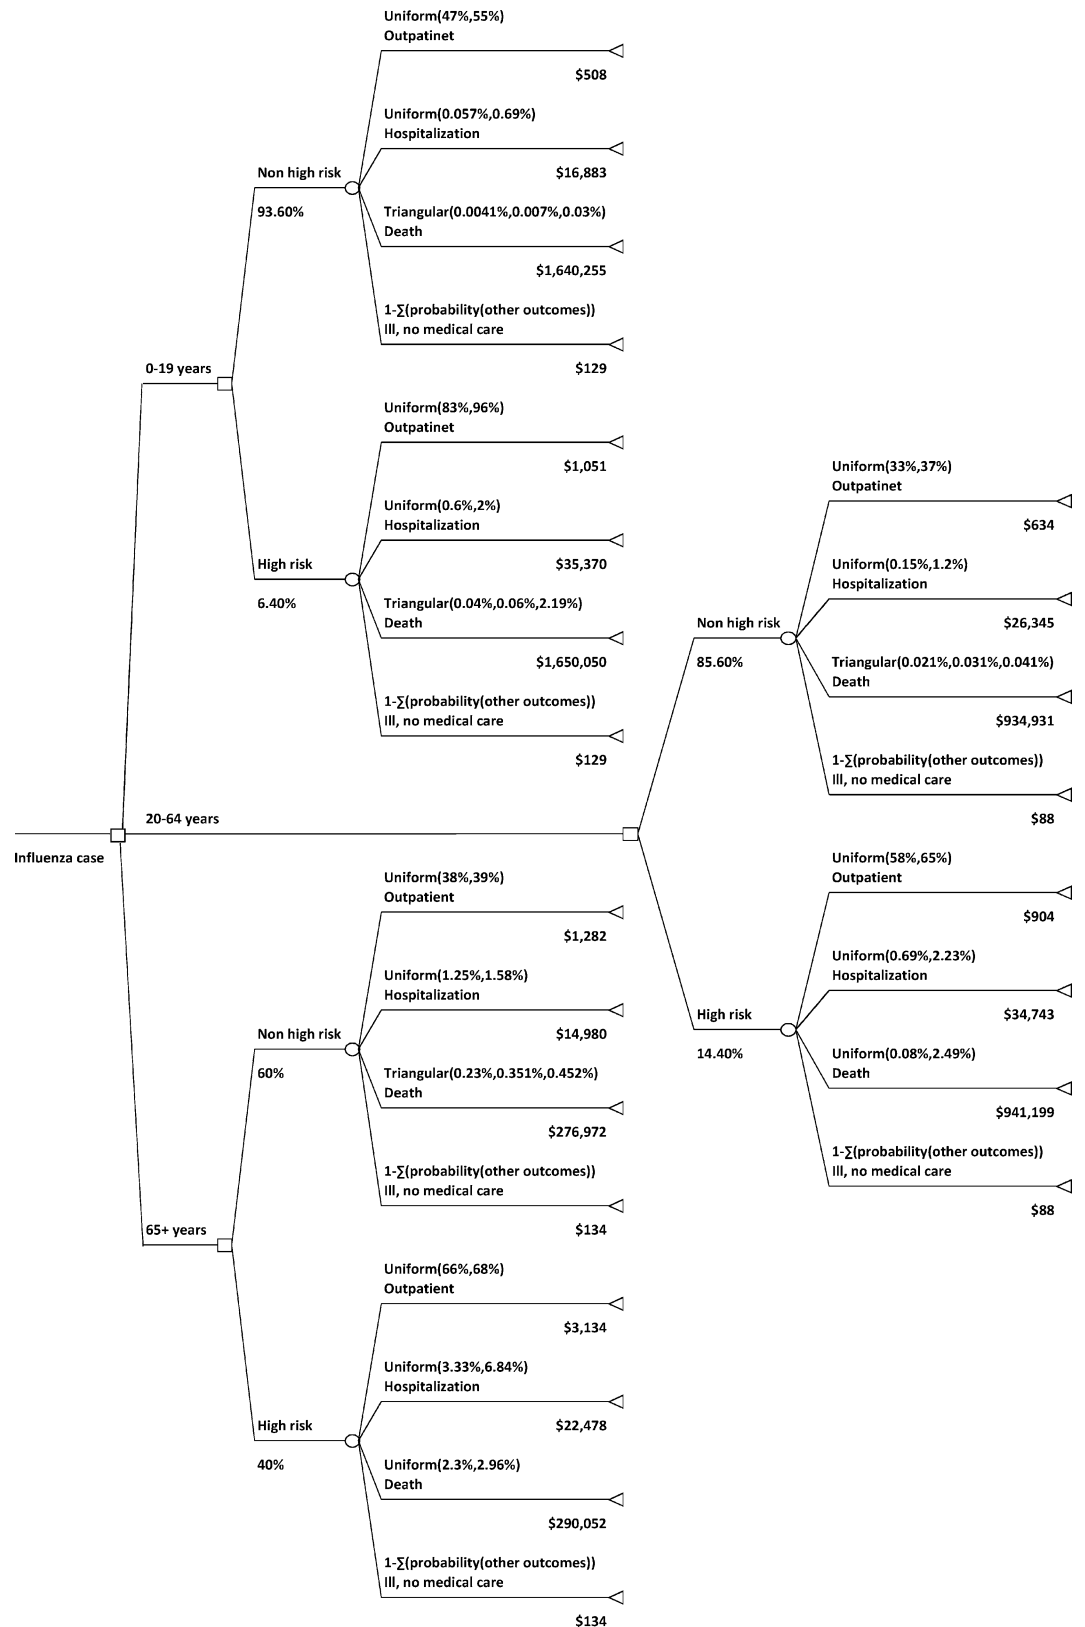 Uniform(47%,55%)
Outpatinet
$508
Uniform(0.057%,0.69%)
Hospitalization
$16,883
Non high risk
93.60%
Triangular(0.0041%,0.007%,0.03%)
Death
$1,640,255
1-∑(probability(other outcomes))
Ill, no medical care
$129
0-19 years
Uniform(83%,96%)
Outpatinet
$1,051
Uniform(0.6%,2%)
Hospitalization
$35,370
High risk
6.40%
Triangular(0.04%,0.06%,2.19%)
Death
$1,650,050
1-∑(probability(other outcomes))
Ill, no medical care
$129
Influenza case
20-64 years
Uniform(33%,37%)
Outpatinet
$634
Uniform(0.15%,1.2%)
Hospitalization
$26,345
Non high risk
85.60%
Triangular(0.021%,0.031%,0.041%)
Death
$934,931
1-∑(probability(other outcomes))
Ill, no medical care
$88
Uniform(58%,65%)
Outpatient
$904
Uniform(0.69%,2.23%)
Hospitalization
$34,743
High risk
14.40%
Uniform(0.08%,2.49%)
Death
$941,199
1-∑(probability(other outcomes))
Ill, no medical care
$88
Uniform(38%,39%)
Outpatient
$1,282
Uniform(1.25%,1.58%)
Hospitalization
$14,980
Non high risk
60%
Triangular(0.23%,0.351%,0.452%)
Death
$276,972
1-∑(probability(other outcomes))
Ill, no medical care
$134
65+ years
Uniform(66%,68%)
Outpatient
$3,134
Uniform(3.33%,6.84%)
Hospitalization
$22,478
High risk
40%
Uniform(2.3%,2.96%)
Death
$290,052
1-∑(probability(other outcomes))
Ill, no medical care
$134